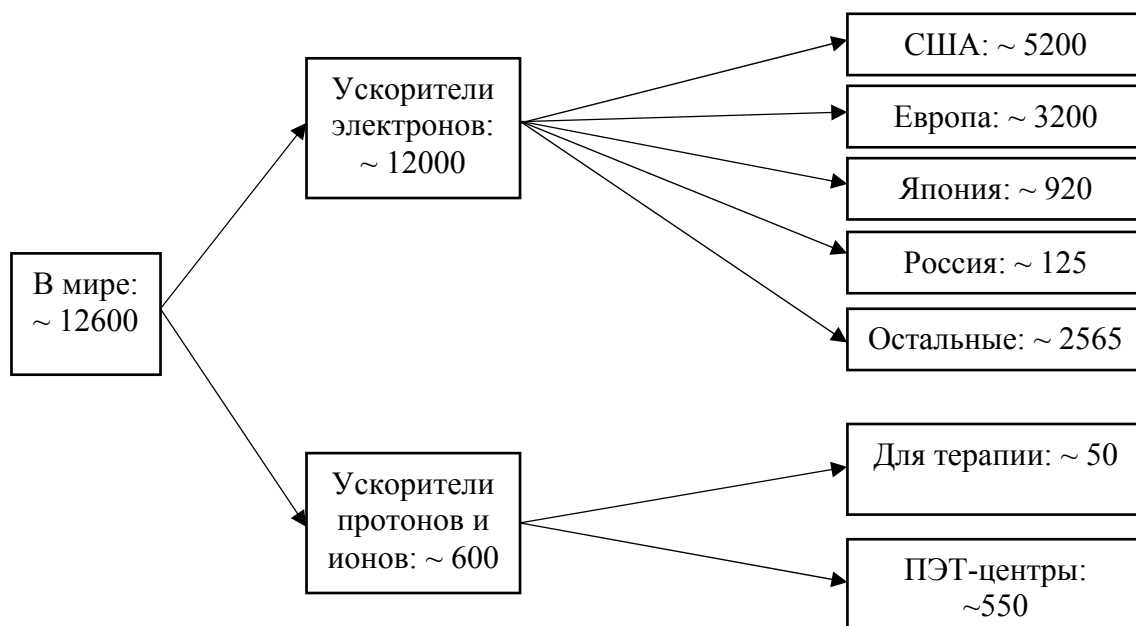 В мире:
~ 12600
Ускорители
электронов:
~ 12000
США: ~ 5200
Европа: ~ 3200
Япония: ~ 920
Россия: ~ 125
Остальные: ~ 2565
Ускорители
протонов и
ионов: ~ 600
Для терапии: ~ 50
ПЭТ-центры:
~550